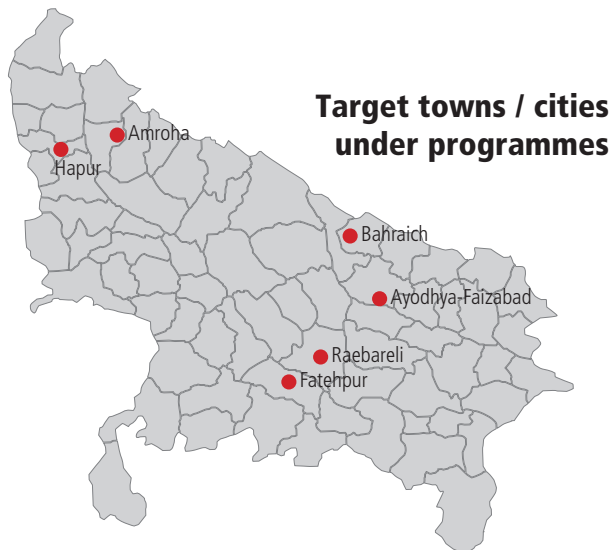 Target towns / cities
under programmes
Amroha
Hapur
Bahraich
Ayodhya-Faizabad
Raebareli
Fatehpur